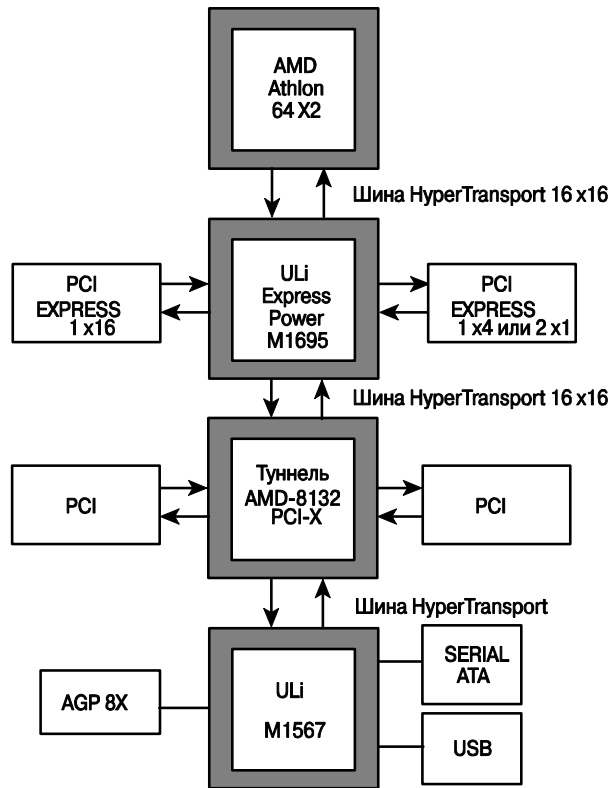 AMD
Athlon
64 X2
Шина HyperTransport 16 x16
PCI
EXPRESS
1 x16
ULi
Express
Power
M1695
PCI
EXPRESS
1 x4 или 2 x1
Шина HyperTransport 16 x16
PCI
Туннель
AMD-8132
PCI-X
PCI
Шина HyperTransport
AGP 8X
ULi
M1567
SERIAL
ATA
USB